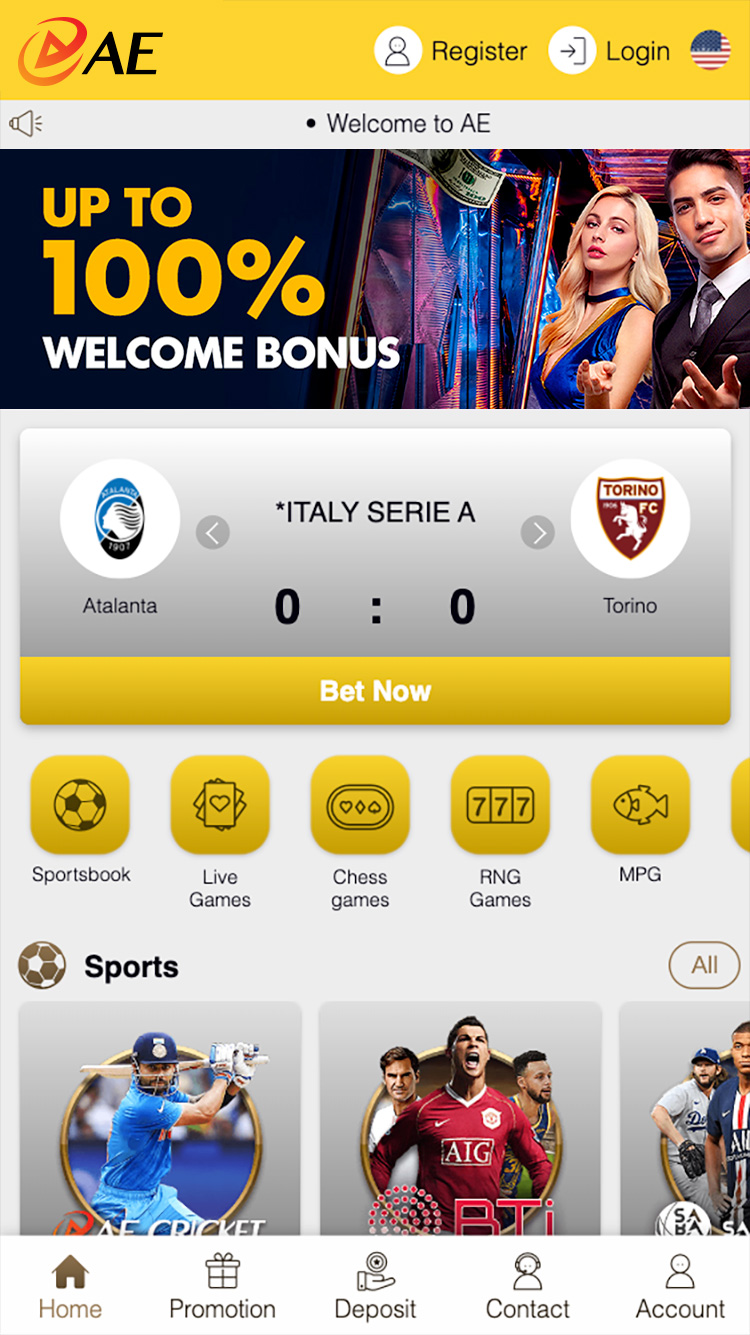 AE
Register
Login
Welcome to AE
UP TO
100%
WELCOME BONUS
ATALANTA
1907
Atalanta
*ITALY SERIE A
0 : 0
TORINO
1906 FC
Torino
Bet Now
Sportsbook
Live
Games
Chess
games
777
RNG
Games
MPG
Sports
All
AIG
AE CRICKET
BTi
SABA
SA
Home
Promotion
Deposit
Contact
Account